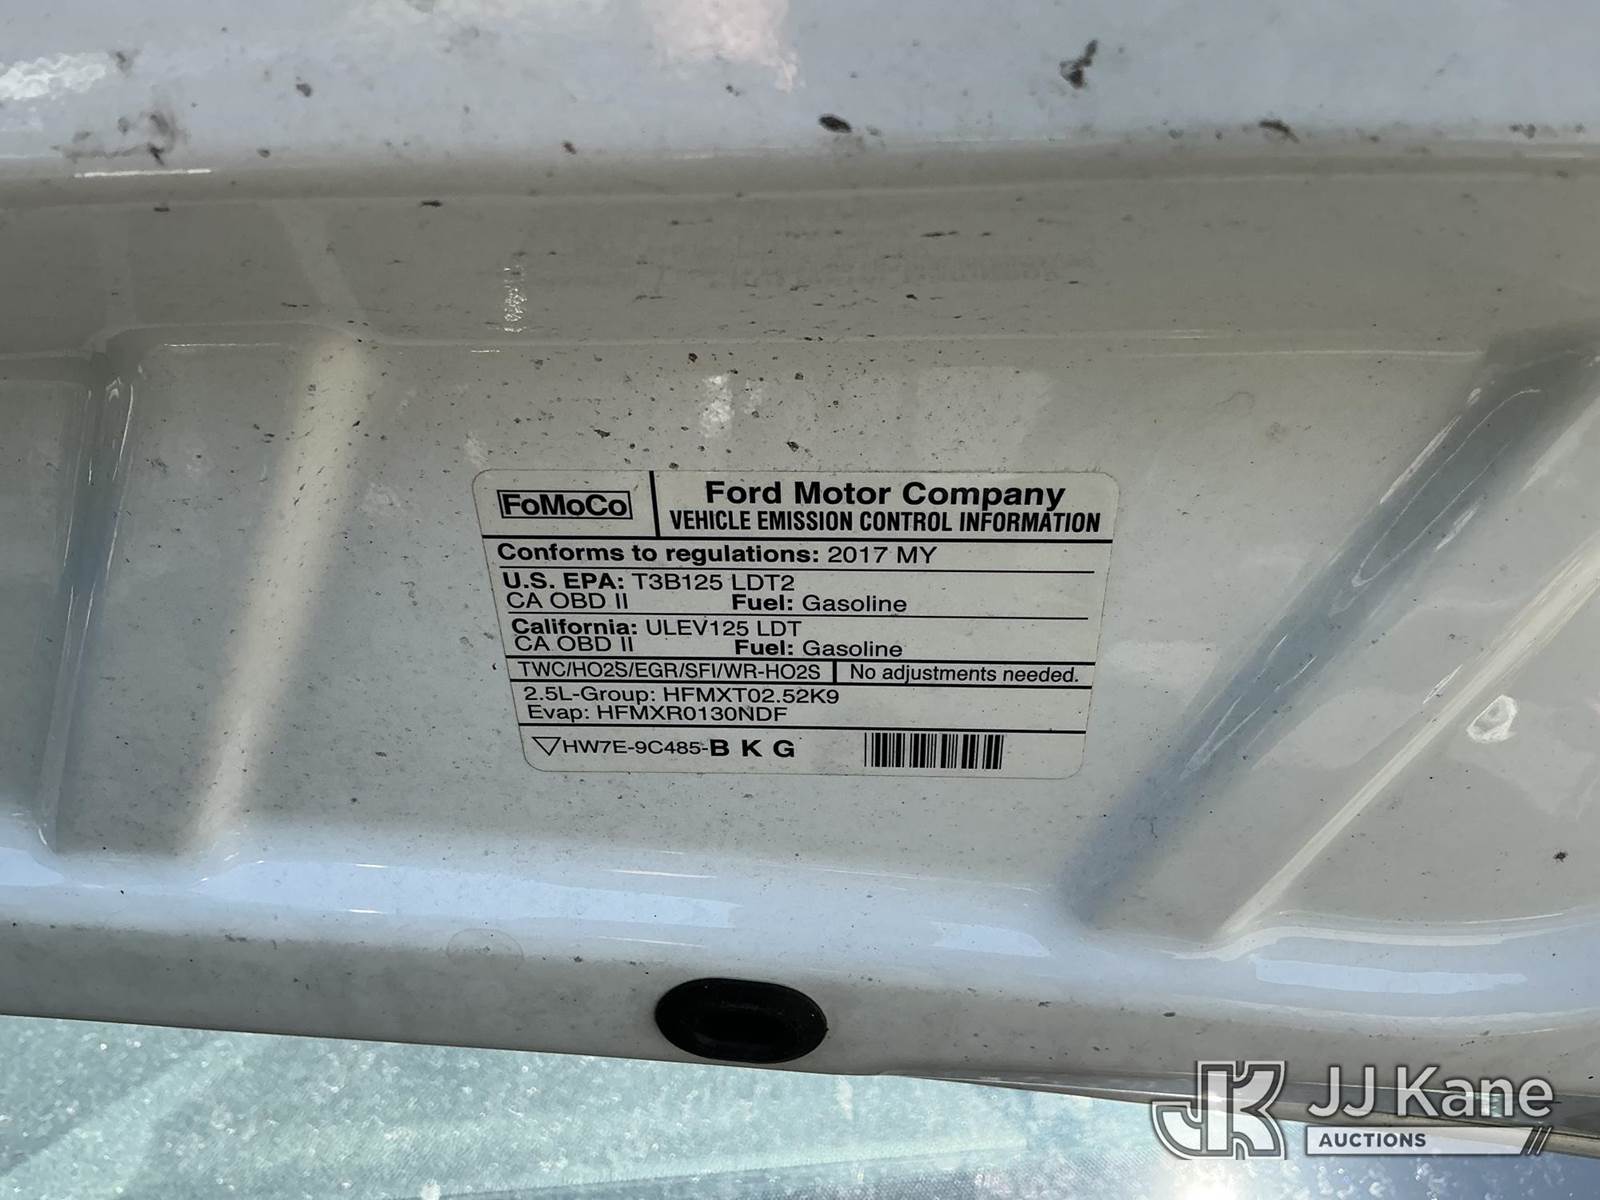 FoMoCo
Ford Motor Company
VEHICLE EMISSION CONTROL INFORMATION
Conforms to regulations: 2017 MY
U.S. EPA: T3B125 LDT2
CA OBD II Fuel: Gasoline
California: ULEV125 LDT
CA OBD II Fuel: Gasoline
TWC/HO2S/EGR/SFI/WR-HO2S No adjustments needed.
2.5L-Group: HFMXT02.52K9
Evap: HFMXR0130NDF
HW7E-9C485-B K G
JK JJ Kane
AUCTIONS